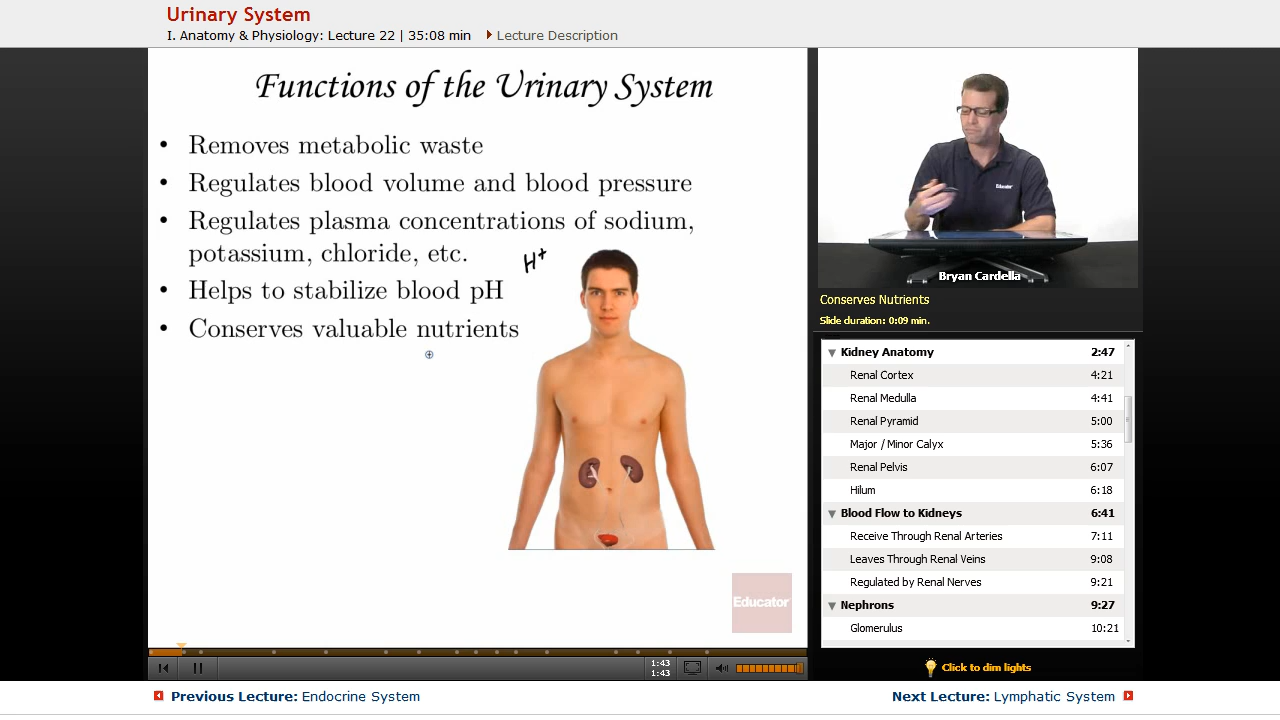 Urinary System
I. Anatomy & Physiology: Lecture 22 | 35:08 min
Lecture Description
Functions of the Urinary System
• Removes metabolic waste
• Regulates blood volume and blood pressure
• Regulates plasma concentrations of sodium,
potassium, chloride, etc.
H+
• Helps to stabilize blood pH
• Conserves valuable nutrients
Educator
Educator
Bryan Cardella
Conserves Nutrients
Slide duration: 0:09 min.
Kidney Anatomy 2:47
Renal Cortex 4:21
Renal Medulla 4:41
Renal Pyramid 5:00
Major / Minor Calyx 5:36
Renal Pelvis 6:07
Hilum 6:18
Blood Flow to Kidneys 6:41
Receive Through Renal Arteries 7:11
Leaves Through Renal Veins 9:08
Regulated by Renal Nerves 9:21
Nephrons 9:27
Glomerulus 10:21
1:43
1:43
Click to dim lights
Previous Lecture: Endocrine System
Next Lecture: Lymphatic System